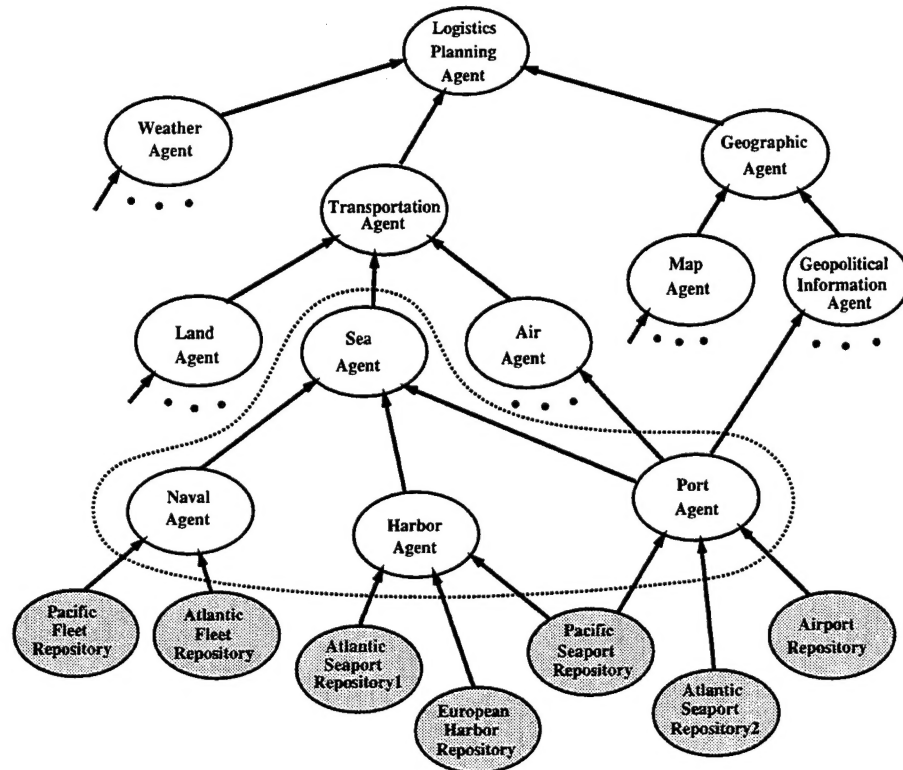 Logistics
Planning
Agent
Weather
Agent
Geographic
Agent
Transportation
Agent
Map
Agent
Geopolitical
Information
Agent
Land
Agent
Sea
Agent
Air
Agent
Naval
Agent
Harbor
Agent
Port
Agent
Pacific
Fleet
Repository
Atlantic
Fleet
Repository
Atlantic
Seaport
Repository1
European
Harbor
Repository
Pacific
Seaport
Repository
Atlantic
Seaport
Repository2
Airport
Repository